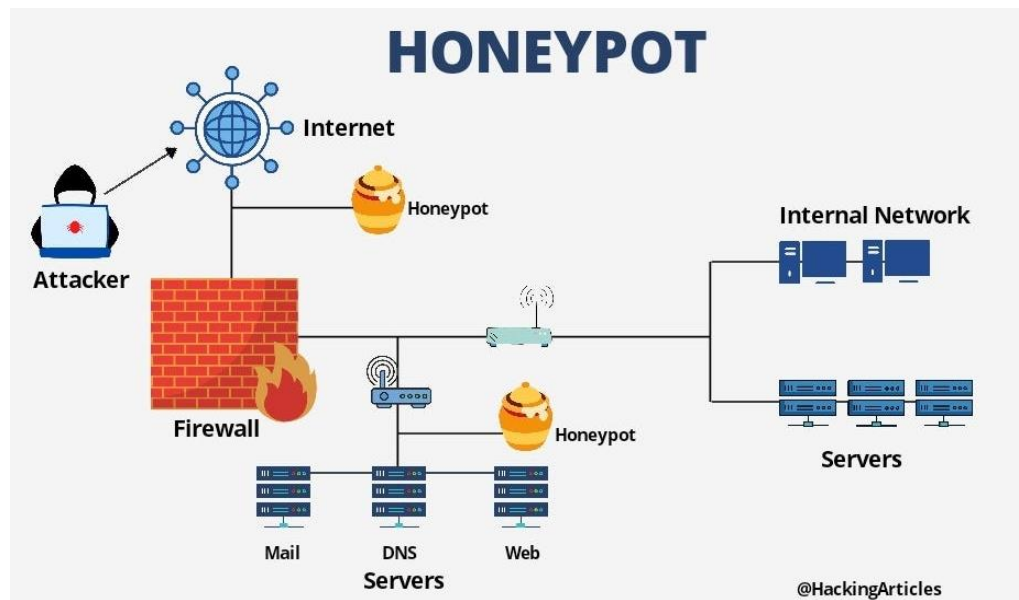 HONEYPOT
Internet
Honeypot
Attacker
Internal Network
Firewall
Honeypot
Servers
Mail
DNS
Web
Servers
@HackingArticles